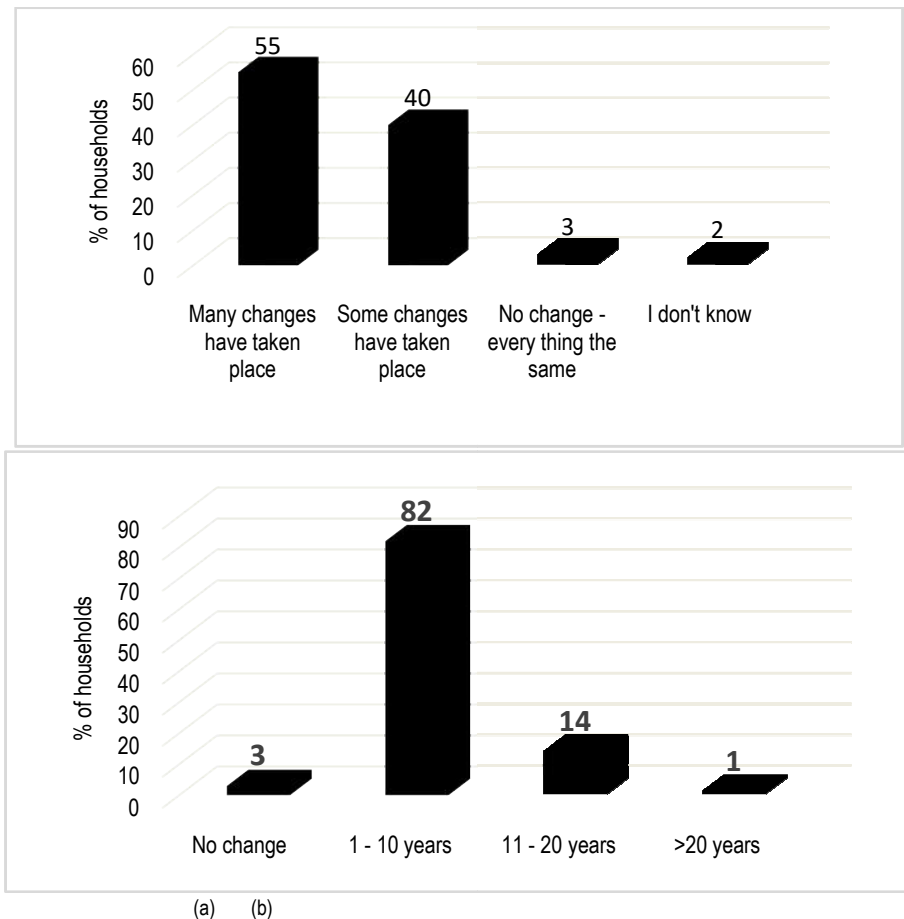 % of households
60
50
40
30
20
10
0
55
40
3
2
Many changes
have taken
place
Some changes
have taken
place
No change -
every thing the
same
I don't know
% of households
90
80
70
60
50
40
30
20
10
0
3
82
14
1
No change
1 - 10 years
11 - 20 years
>20 years
(a) (b)